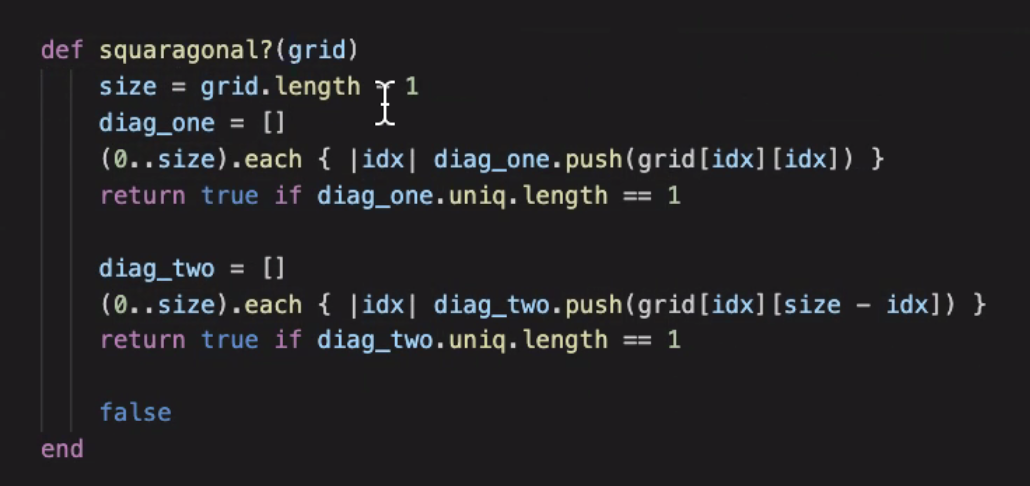 def squaragonal?(grid)
    size = grid.length - 1
    diag_one = []
    (0..size).each { |idx| diag_one.push(grid[idx][idx]) }
    return true if diag_one.uniq.length == 1

    diag_two = []
    (0..size).each { |idx| diag_two.push(grid[idx][size - idx]) }
    return true if diag_two.uniq.length == 1

    false
end